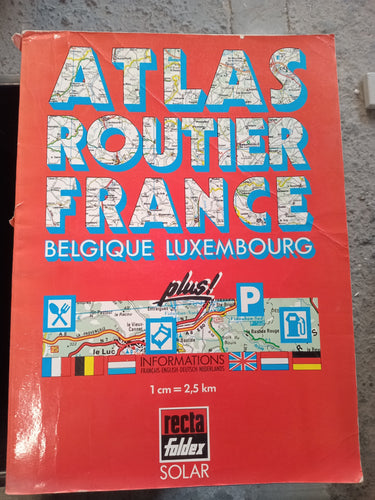 ATLAS
ROUTIER
FRANCE
BELGIQUE LUXEMBOURG
plus!
P
le Luc
INFORMATIONS
FRANÇAIS-ENGLISH-DEUTSCH-NEDERLANDS
1 cm = 2,5 km
recta
foldex
SOLAR